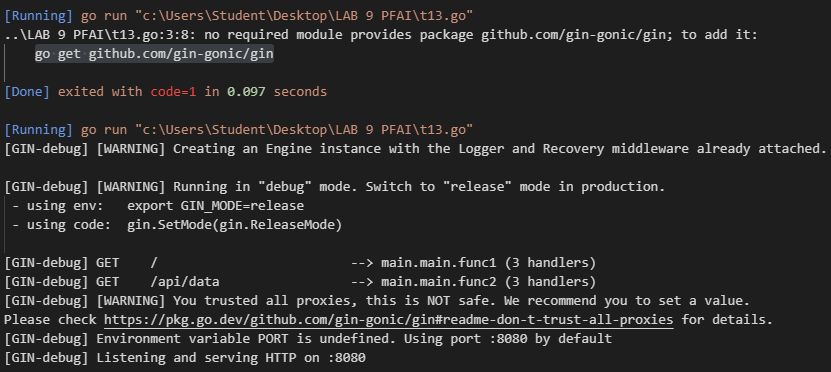 [Running] go run "c:\Users\Student\Desktop\LAB 9 PFAI\t13.go"
..\LAB 9 PFAI\t13.go:3:8: no required module provides package github.com/gin-gonic/gin; to add it:
go get github.com/gin-gonic/gin
[Done] exited with code=1 in 0.097 seconds
[Running] go run "c:\Users\Student\Desktop\LAB 9 PFAI\t13.go"
[GIN-debug] [WARNING] Creating an Engine instance with the Logger and Recovery middleware already attached.
[GIN-debug] [WARNING] Running in "debug" mode. Switch to "release" mode in production.
- using env:   export GIN_MODE=release
- using code:  gin.SetMode(gin.ReleaseMode)
[GIN-debug] GET    /                         --> main.main.func1 (3 handlers)
[GIN-debug] GET    /api/data                 --> main.main.func2 (3 handlers)
[GIN-debug] [WARNING] You trusted all proxies, this is NOT safe. We recommend you to set a value.
Please check https://pkg.go.dev/github.com/gin-gonic/gin#readme-don-t-trust-all-proxies for details.
[GIN-debug] Environment variable PORT is undefined. Using port :8080 by default
[GIN-debug] Listening and serving HTTP on :8080